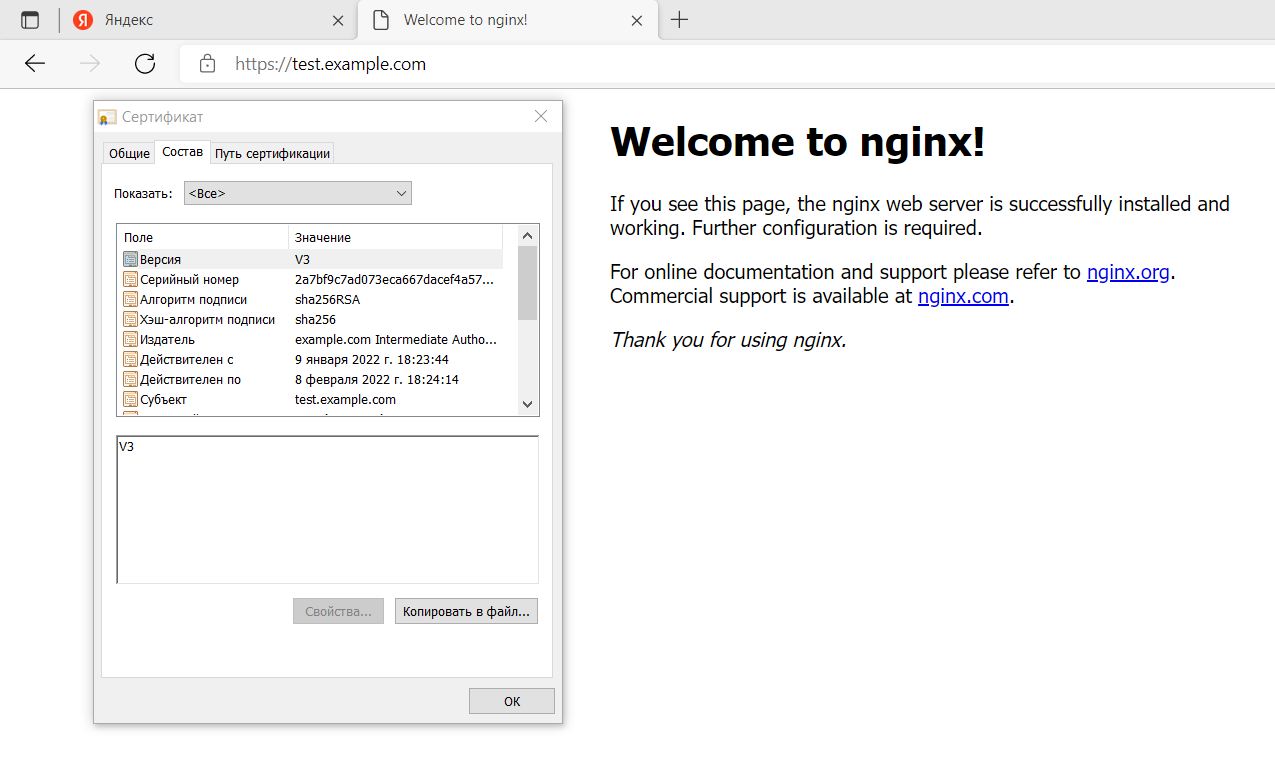 Яндекс
Welcome to nginx!
https://test.example.com
Сертификат
Общие Состав Путь сертификации
Показать: <Все>
Поле Значение
Версия V3
Серийный номер 2a7bf9c7ad073eca667dacef4a57...
Алгоритм подписи sha256RSA
Хэш-алгоритм подписи sha256
Издатель example.com Intermediate Autho...
Действителен с 9 января 2022 г. 18:23:44
Действителен по 8 февраля 2022 г. 18:24:14
Субъект test.example.com
V3
Свойства... Копировать в файл...
ОК
Welcome to nginx!
If you see this page, the nginx web server is successfully installed and
working. Further configuration is required.
For online documentation and support please refer to nginx.org.
Commercial support is available at nginx.com.
Thank you for using nginx.